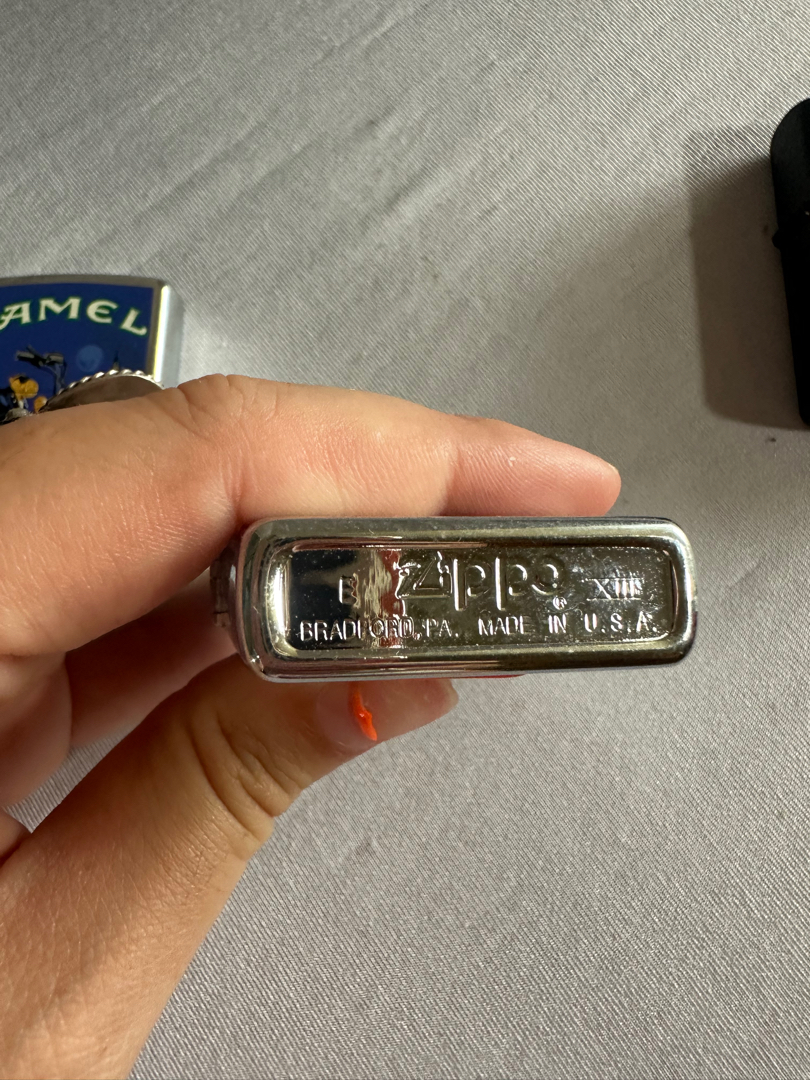 AMEL
E Zippo® XIII
BRADFORD, PA. MADE IN U.S.A.